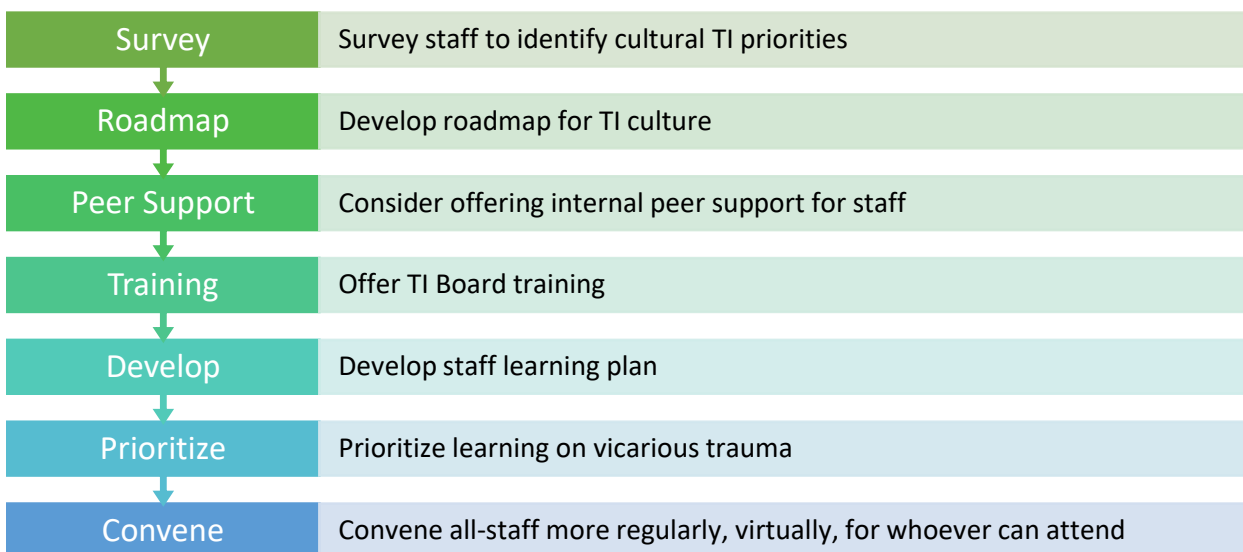 Survey
Survey staff to identify cultural TI priorities
Roadmap
Develop roadmap for TI culture
Peer Support
Consider offering internal peer support for staff
Training
Offer TI Board training
Develop
Develop staff learning plan
Prioritize
Prioritize learning on vicarious trauma
Convene
Convene all-staff more regularly, virtually, for whoever can attend